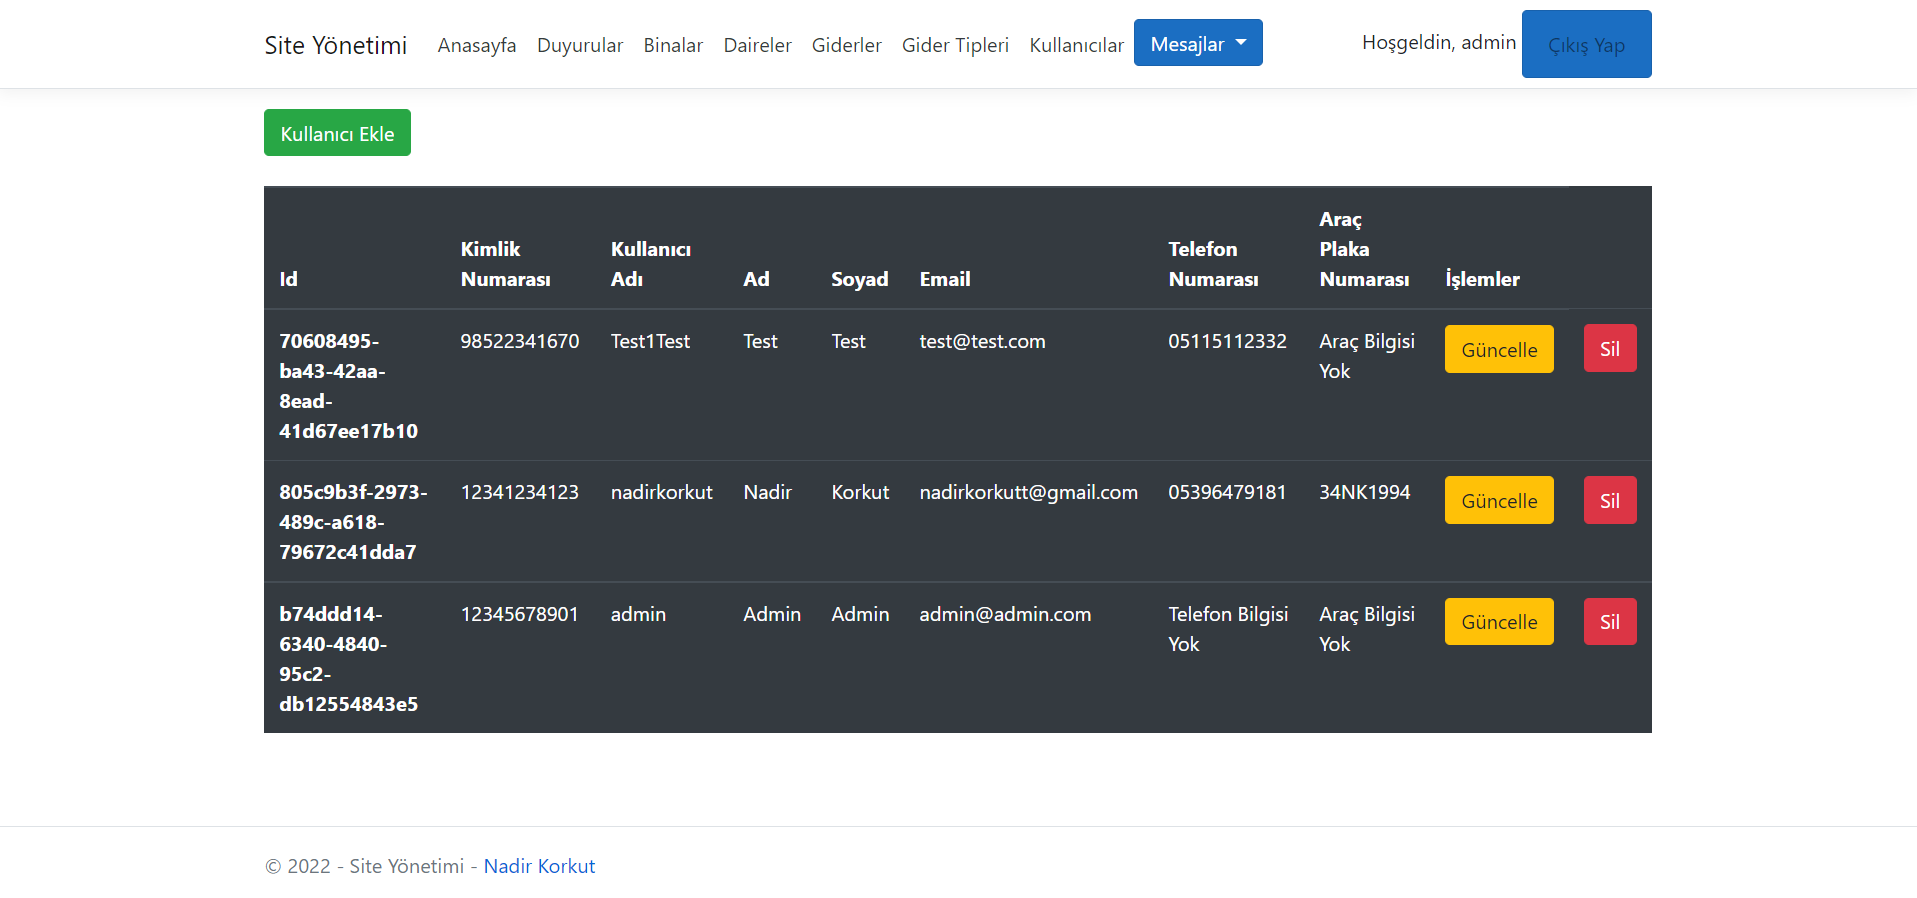 Site Yönetimi Anasayfa Duyurular Binalar Daireler Giderler Gider Tipleri Kullanıcılar Mesajlar Hoşgeldin, admin Çıkış Yap
Kullanıcı Ekle
Id Kimlik Numarası Kullanıcı Adı Ad Soyad Email Telefon Numarası Araç Plaka Numarası İşlemler
70608495- 98522341670 Test1Test Test Test test@test.com 05115112332 Araç Bilgisi Güncelle Sil
ba43-42aa- Yok
8ead-
41d67ee17b10
805c9b3f-2973- 12341234123 nadirkorkut Nadir Korkut nadirkorkutt@gmail.com 05396479181 34NK1994 Güncelle Sil
489c-a618-
79672c41dda7
b74ddd14- 12345678901 admin Admin Admin admin@admin.com Telefon Bilgisi Araç Bilgisi Güncelle Sil
6340-4840- Yok Yok
95c2-
db12554843e5
© 2022 - Site Yönetimi - Nadir Korkut